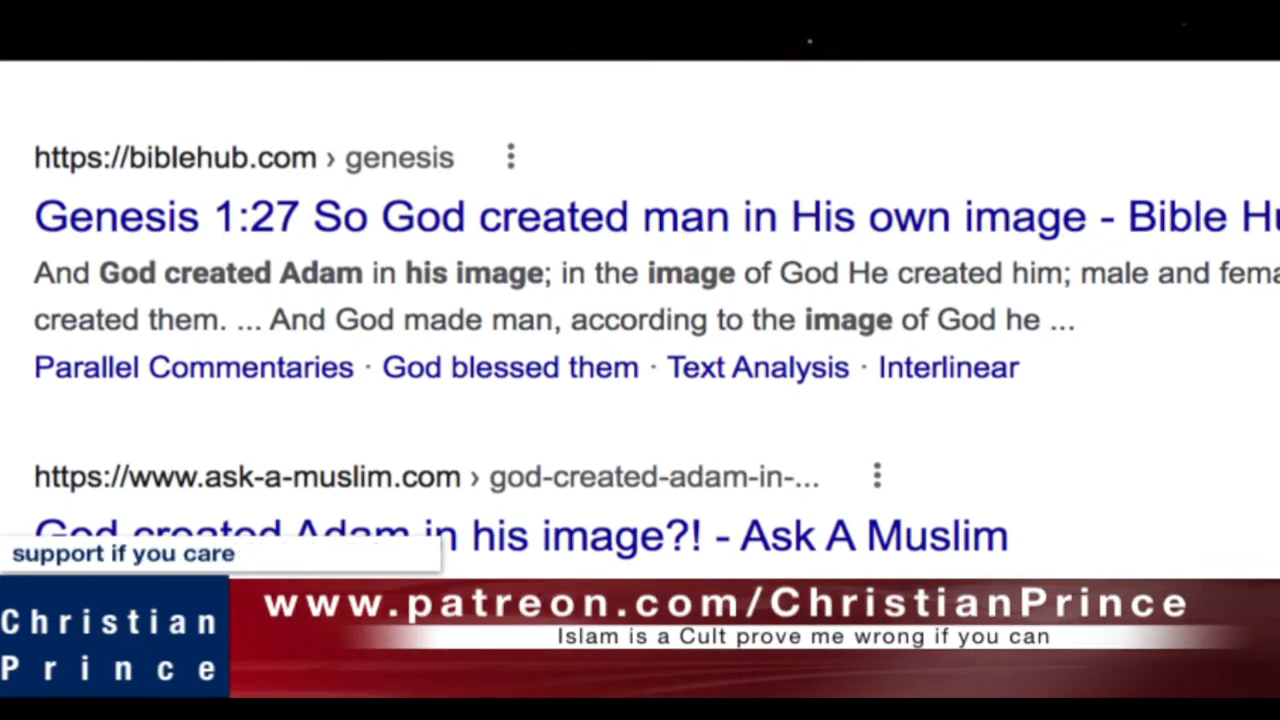 https://biblehub.com › genesis
Genesis 1:27 So God created man in His own image - Bible Hu
And God created Adam in his image; in the image of God He created him; male and fema
created them. ... And God made man, according to the image of God he ...
Parallel Commentaries · God blessed them · Text Analysis · Interlinear
https://www.ask-a-muslim.com › god-created-adam-in-...
God created Adam in his image?! - Ask A Muslim
support if you care
Christian
Prince
www.patreon.com/ChristianPrince
Islam is a Cult prove me wrong if you can